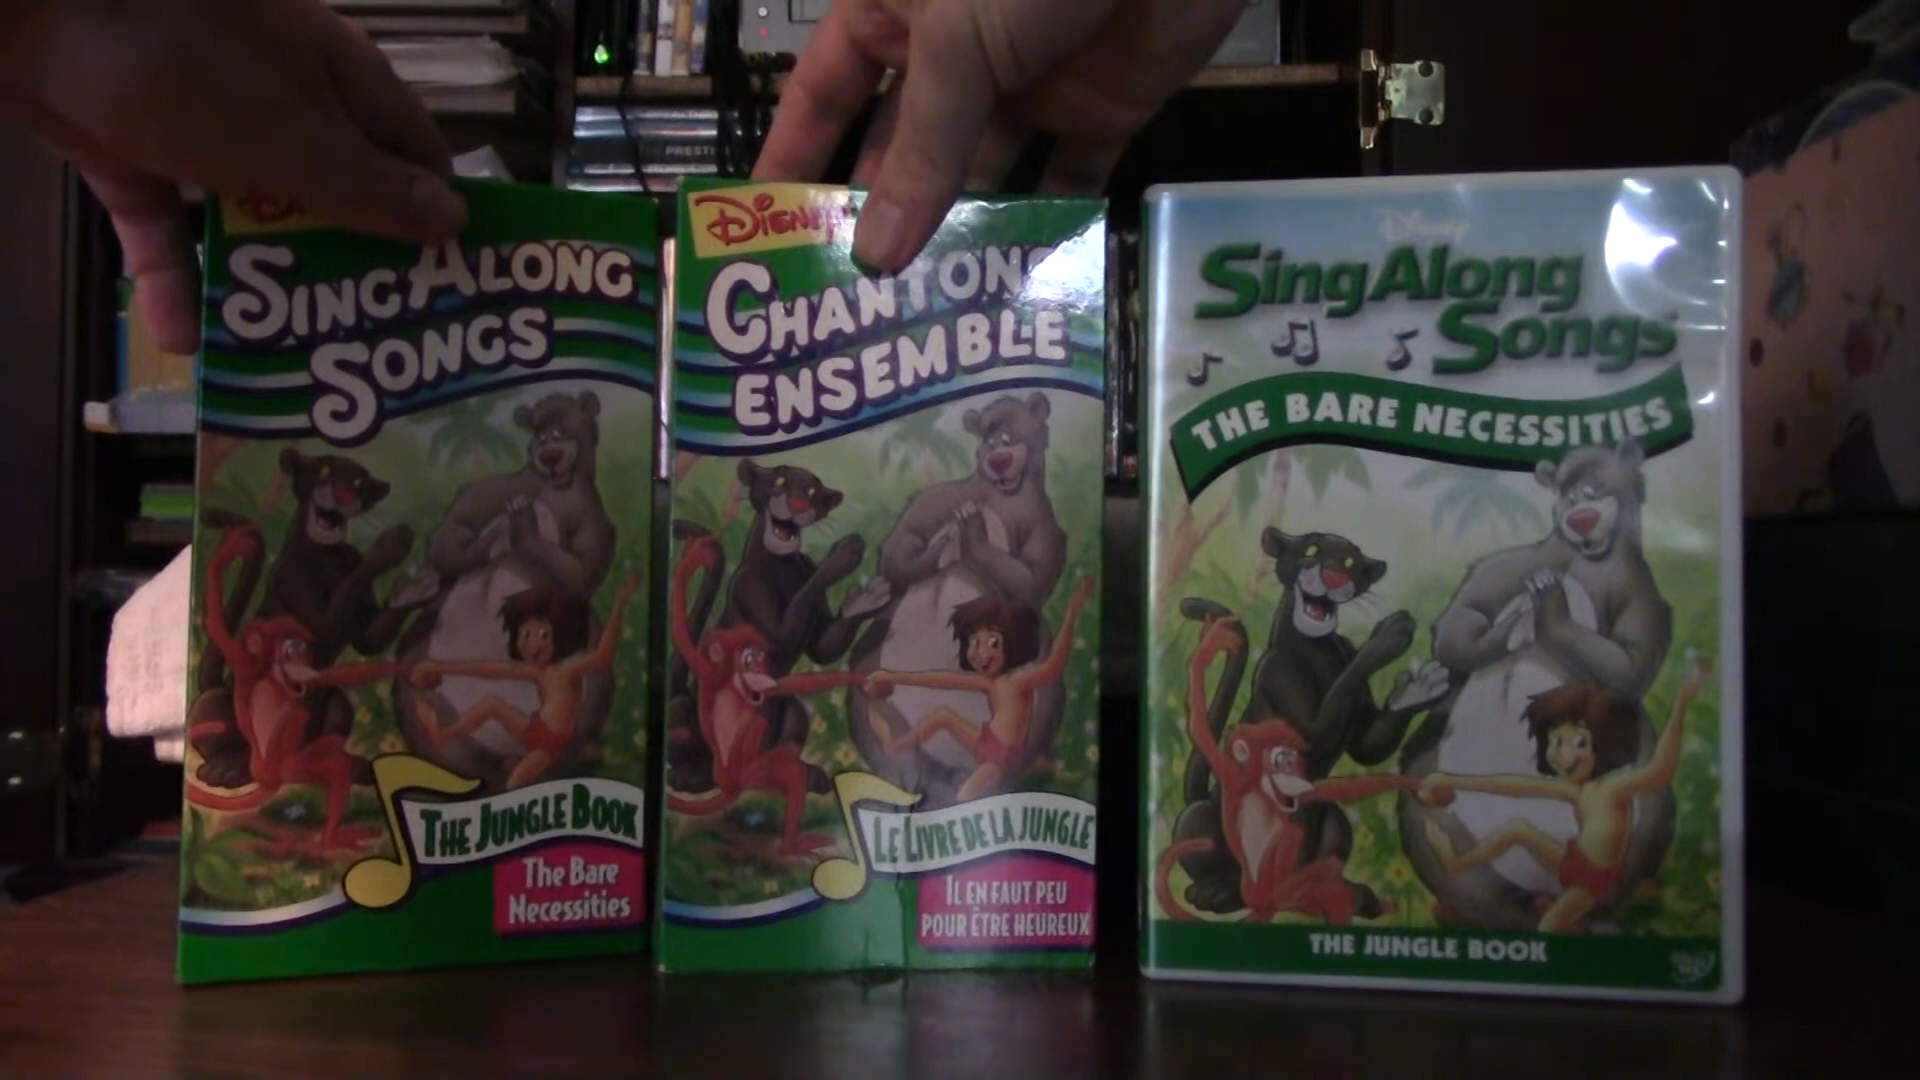 PRESTI
SING ALONG
SONGS
THE JUNGLE BOOK
The Bare
Necessities
Disney
CHANTONS
ENSEMBLE
LE LIVRE DE LA JUNGLE
IL EN FAUT PEU
POUR ÊTRE HEUREUX
Disney
Sing Along
Songs
THE BARE NECESSITIES
THE JUNGLE BOOK